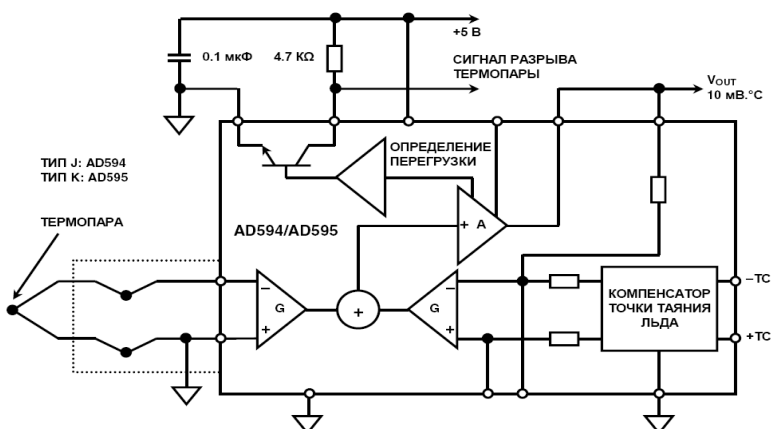 +5 В
0.1 мкФ
4.7 KΩ
СИГНАЛ РАЗРЫВА
ТЕРМОПАРЫ
VOUT
10 мВ.°C
ОПРЕДЕЛЕНИЕ
ПЕРЕГРУЗКИ
ТИП J: AD594
ТИП K: AD595
ТЕРМОПАРА
AD594/AD595
+ A
−
G
+
+
−
G
+
КОМПЕНСАТОР
ТОЧКИ ТАЯНИЯ
ЛЬДА
−TC
+TC